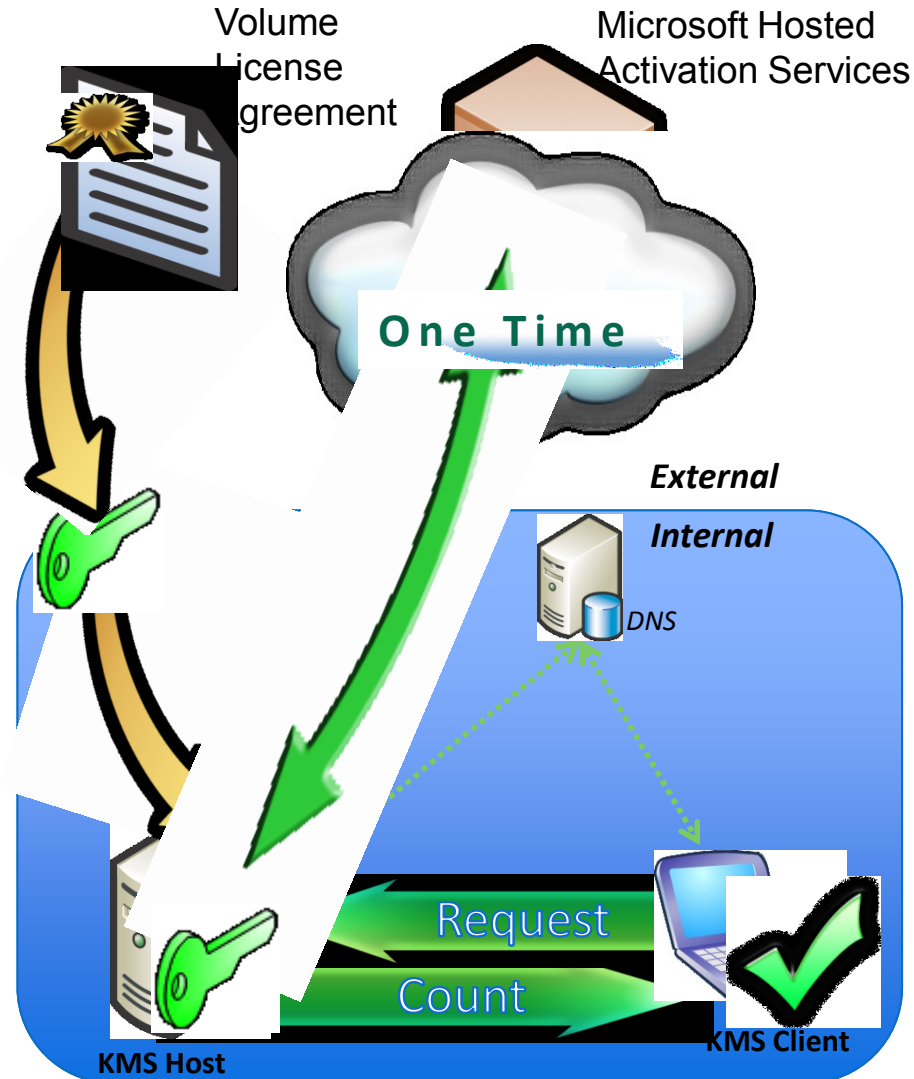 Volume
License
greement
Microsoft Hosted
Activation Services
One Time
External
Internal
DNS
Request
Count
KMS Host
KMS Client